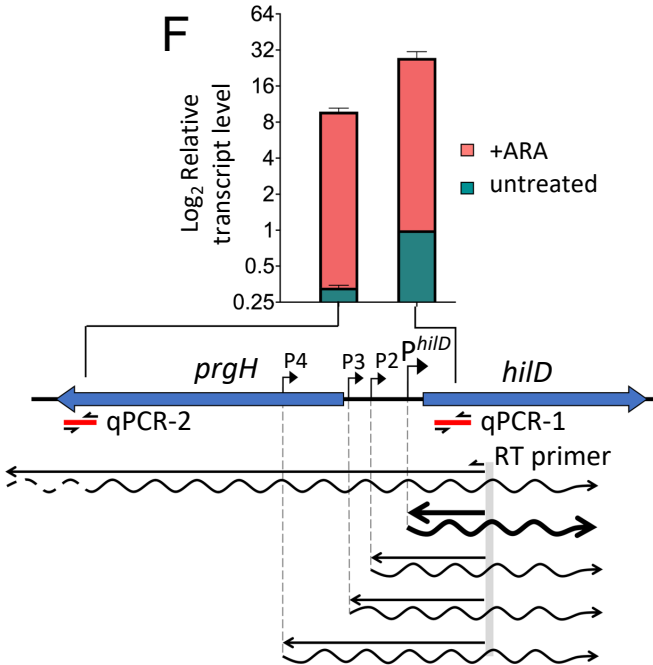 F
Log2 Relative
transcript level
64
32
16
8
4
2
1
0.5
0.25
+ARA
untreated
prgH
P4
P3
P2
P^hilD
hilD
qPCR-2
qPCR-1
RT primer